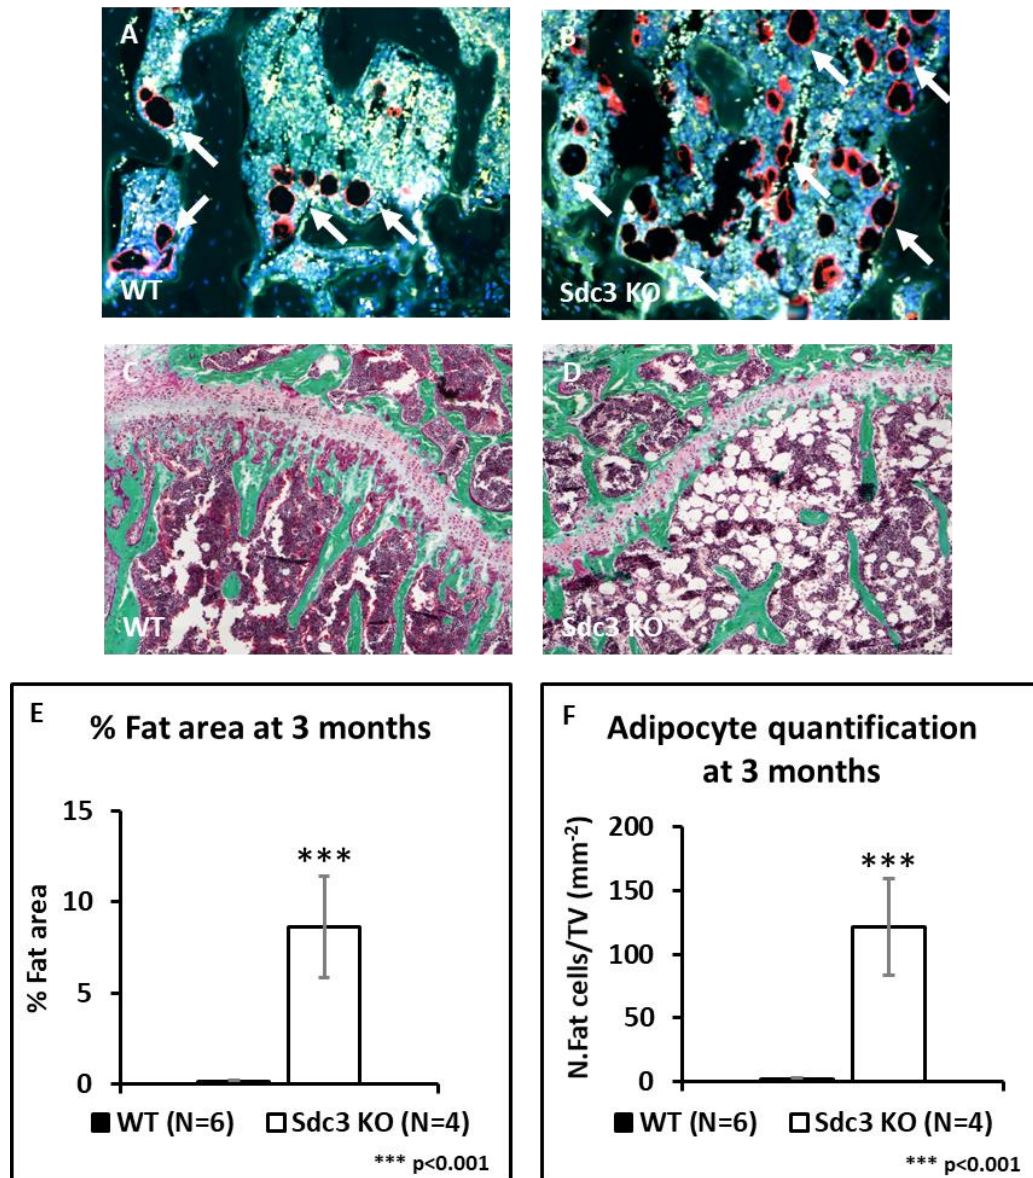 A
WT
B
Sdc3 KO
C
WT
D
Sdc3 KO
E
% Fat area at 3 months
% Fat area
15
10
5
0
***
WT (N=6)
Sdc3 KO (N=4)
*** p<0.001
F
Adipocyte quantification
at 3 months
N.Fat cells/TV (mm⁻²)
200
150
100
50
0
***
WT (N=6)
Sdc3 KO (N=4)
*** p<0.001